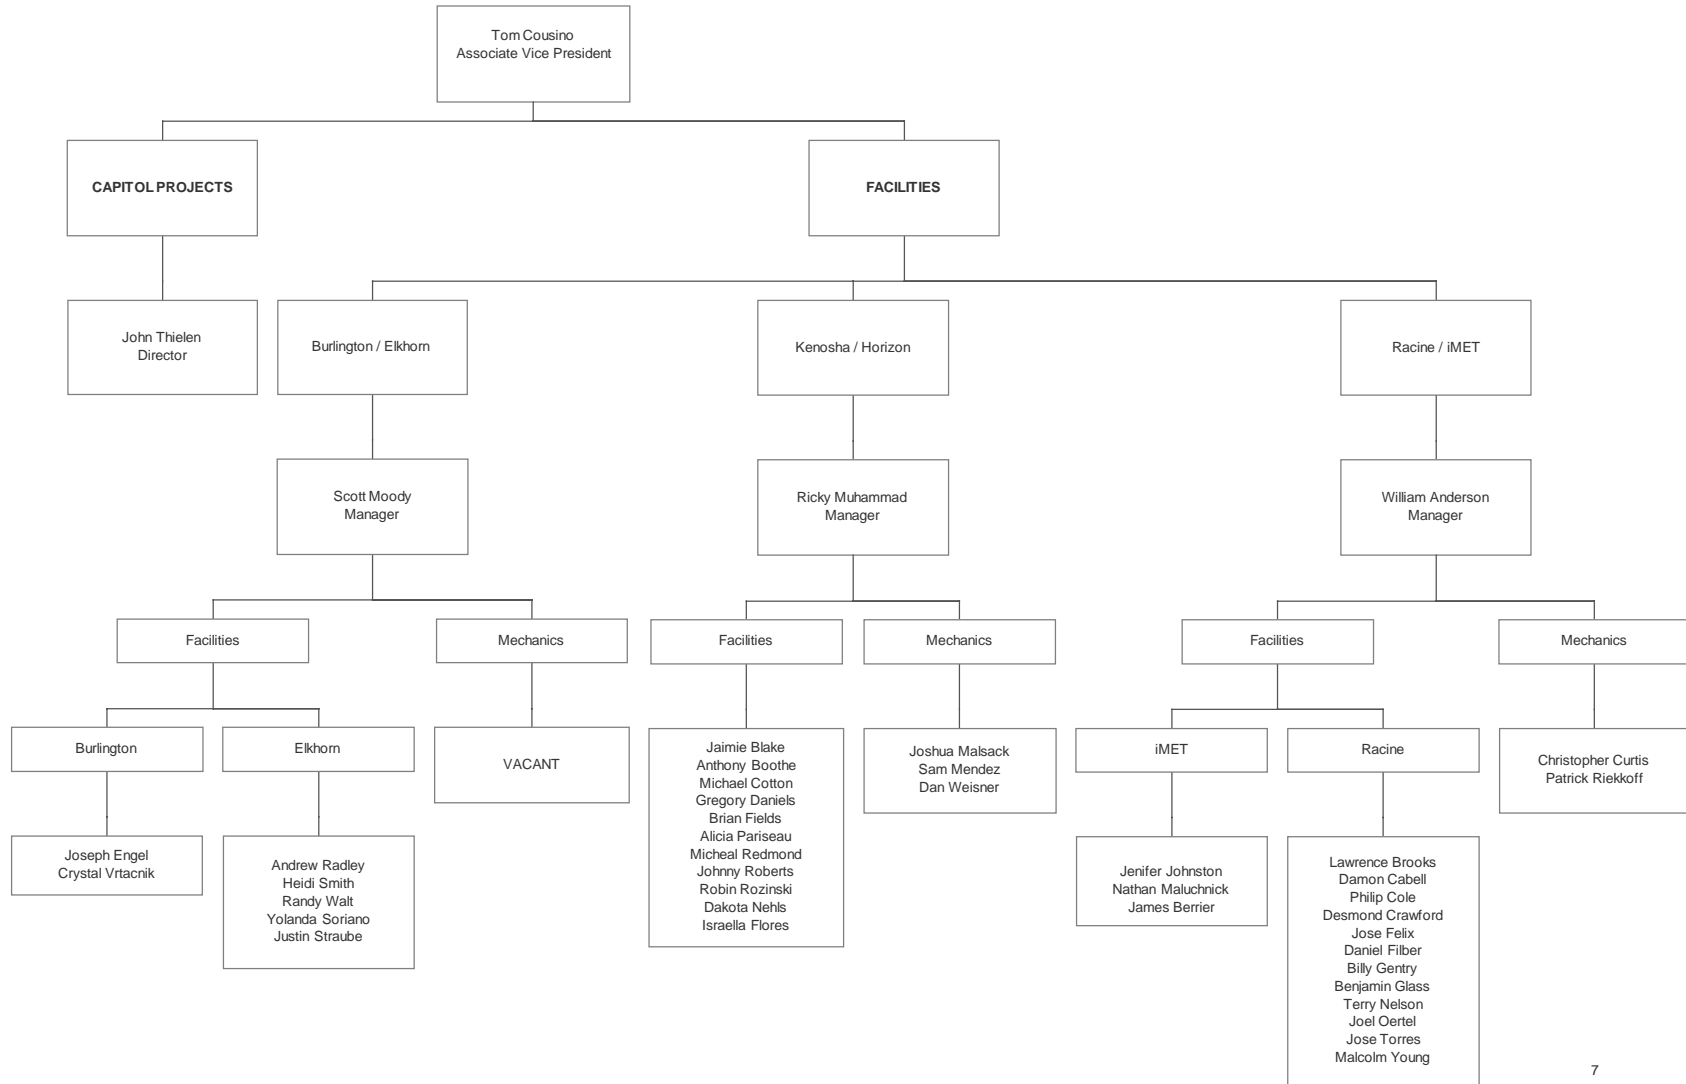 Tom Cousino
Associate Vice President
CAPITOL PROJECTS
FACILITIES
John Thielen
Director
Burlington / Elkhorn
Kenosha / Horizon
Racine / iMET
Scott Moody
Manager
Ricky Muhammad
Manager
William Anderson
Manager
Facilities
Mechanics
Facilities
Mechanics
Facilities
Mechanics
Burlington
Elkhorn
VACANT
Jaimie Blake
Anthony Boothe
Michael Cotton
Gregory Daniels
Brian Fields
Alicia Pariseau
Micheal Redmond
Johnny Roberts
Robin Rozinski
Dakota Nehls
Israella Flores
Joshua Malsack
Sam Mendez
Dan Weisner
iMET
Racine
Christopher Curtis
Patrick Riekkoff
Joseph Engel
Crystal Vrtacnik
Andrew Radley
Heidi Smith
Randy Walt
Yolanda Soriano
Justin Straube
Jenifer Johnston
Nathan Maluchnick
James Berrier
Lawrence Brooks
Damon Cabell
Philip Cole
Desmond Crawford
Jose Felix
Daniel Filber
Billy Gentry
Benjamin Glass
Terry Nelson
Joel Oertel
Jose Torres
Malcolm Young
7